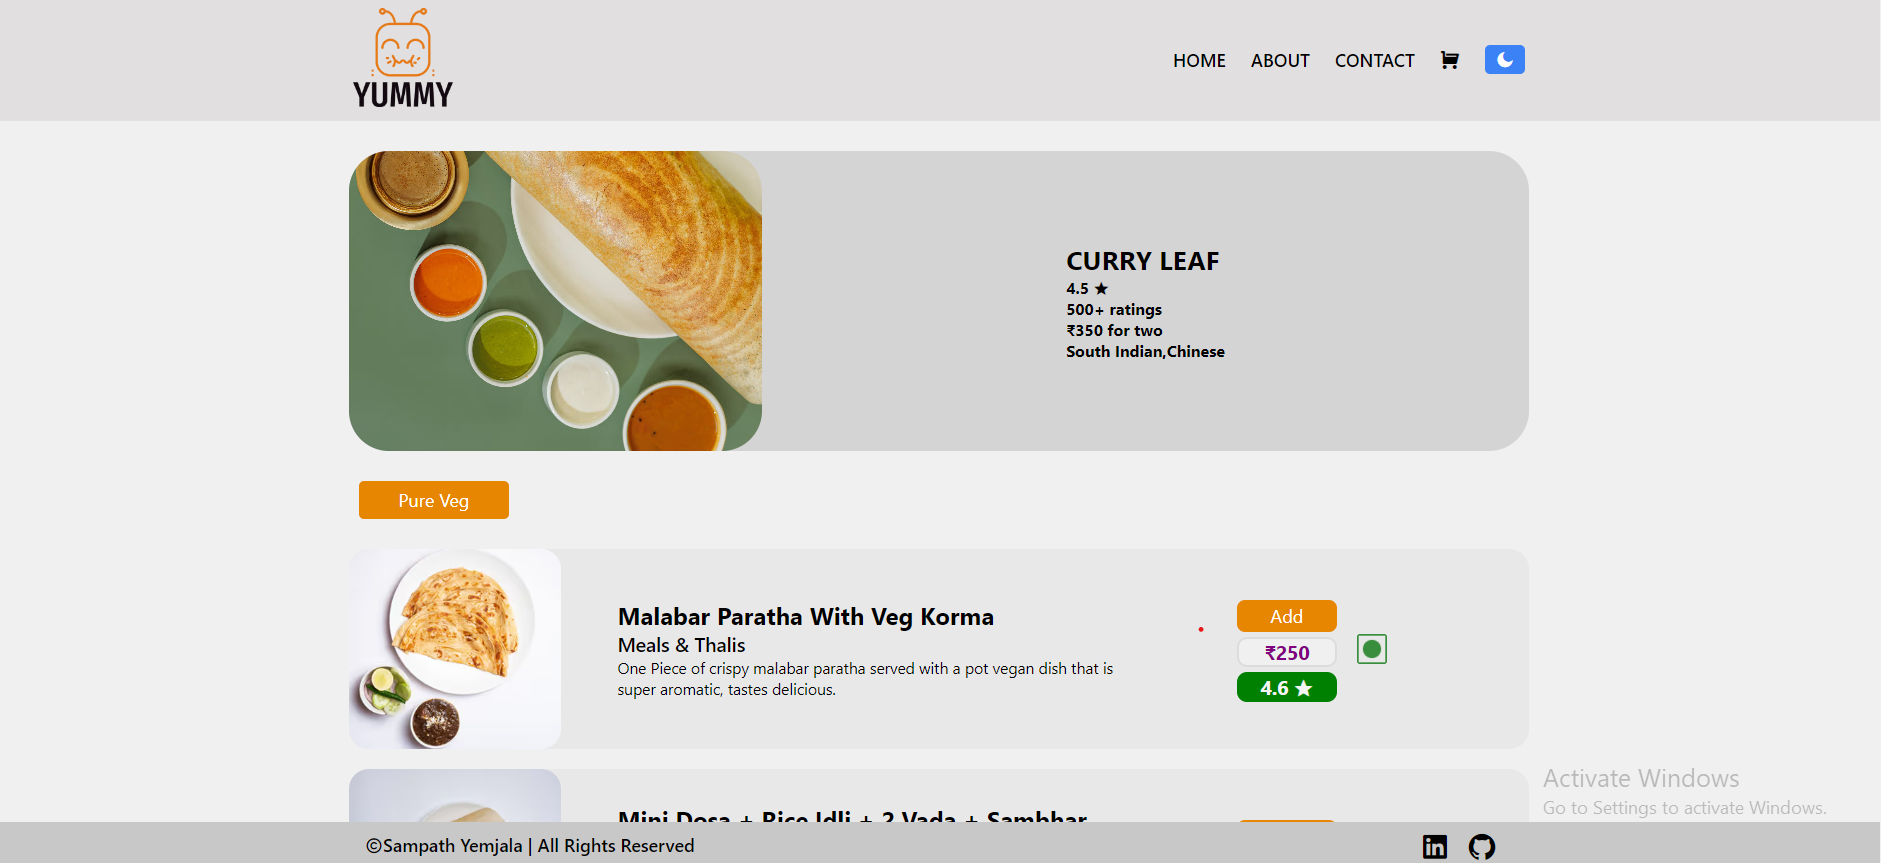 YUMMY
HOME ABOUT CONTACT
CURRY LEAF
4.5 ★
500+ ratings
₹350 for two
South Indian,Chinese
Pure Veg
Malabar Paratha With Veg Korma
Meals & Thalis
One Piece of crispy malabar paratha served with a pot vegan dish that is
super aromatic, tastes delicious.
Add
₹250
4.6 ★
Mini Dosa + Rice Idli + 2 Vada + Sambhar
Activate Windows
Go to Settings to activate Windows.
©Sampath Yemjala | All Rights Reserved
in